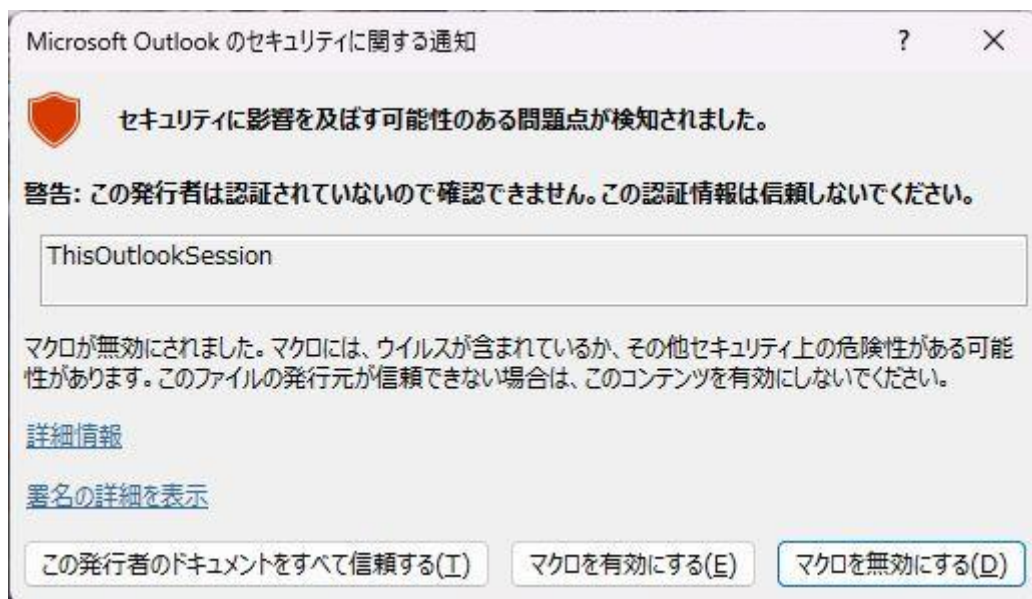 Microsoft Outlook のセキュリティに関する通知 ? ×
セキュリティに影響を及ぼす可能性のある問題点が検知されました。
警告: この発行者は認証されていないので確認できません。この認証情報は信頼しないでください。
ThisOutlookSession
マクロが無効にされました。マクロには、ウイルスが含まれているか、その他セキュリティ上の危険性がある可能
性があります。このファイルの発行元が信頼できない場合は、このコンテンツを有効にしないでください。
詳細情報
署名の詳細を表示
この発行者のドキュメントをすべて信頼する(T) マクロを有効にする(E) マクロを無効にする(D)